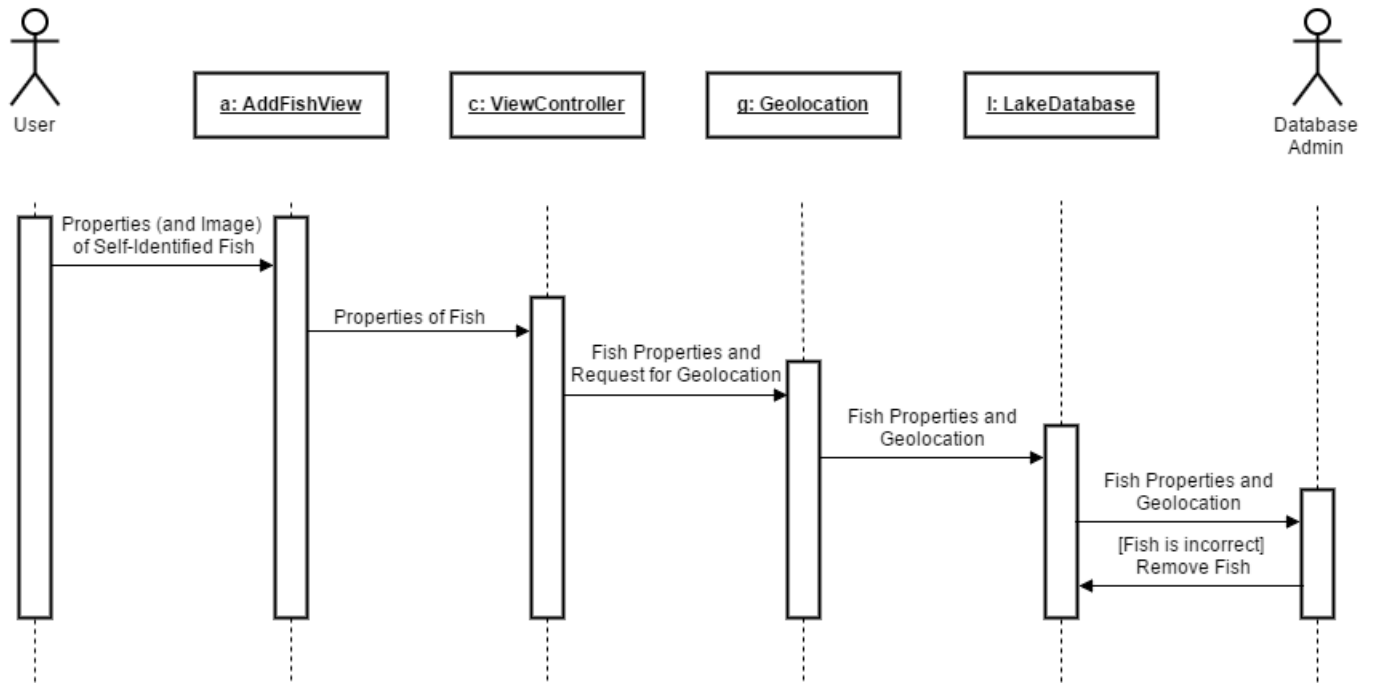 User
a: AddFishView
c: ViewController
g: Geolocation
l: LakeDatabase
Database
Admin
Properties (and Image)
of Self-Identified Fish
Properties of Fish
Fish Properties and
Request for Geolocation
Fish Properties and
Geolocation
Fish Properties and
Geolocation
[Fish is incorrect]
Remove Fish